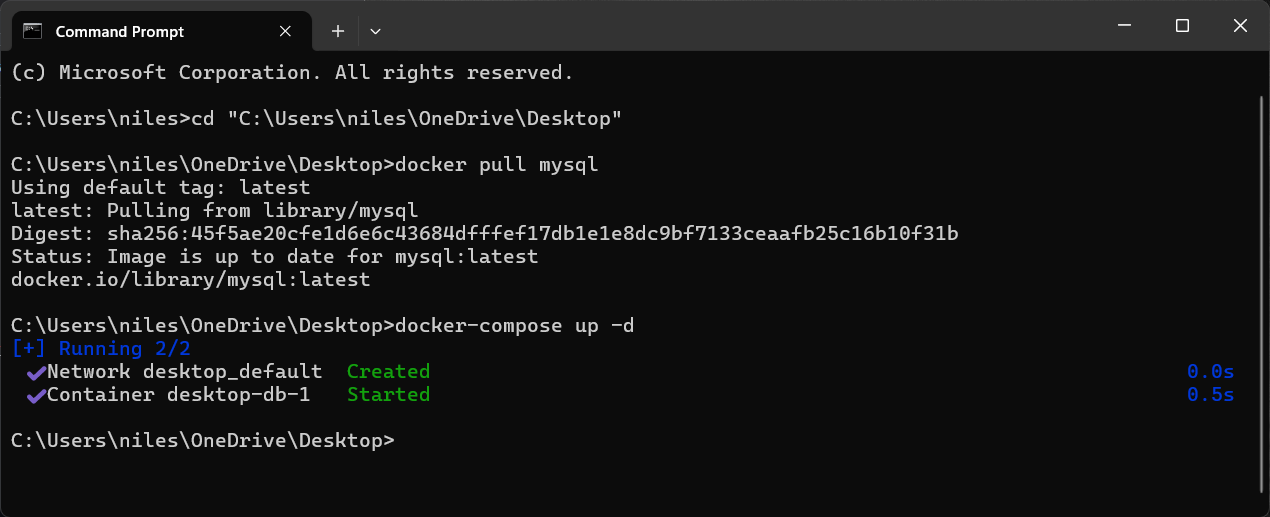 Command Prompt
(c) Microsoft Corporation. All rights reserved.
C:\Users\niles>cd "C:\Users\niles\OneDrive\Desktop"
C:\Users\niles\OneDrive\Desktop>docker pull mysql
Using default tag: latest
latest: Pulling from library/mysql
Digest: sha256:45f5ae20cfe1d6e6c43684dfffef17db1e1e8dc9bf7133ceaafb25c16b10f31b
Status: Image is up to date for mysql:latest
docker.io/library/mysql:latest
C:\Users\niles\OneDrive\Desktop>docker-compose up -d
[+] Running 2/2
✔Network desktop_default  Created 0.0s
✔Container desktop-db-1   Started 0.5s
C:\Users\niles\OneDrive\Desktop>